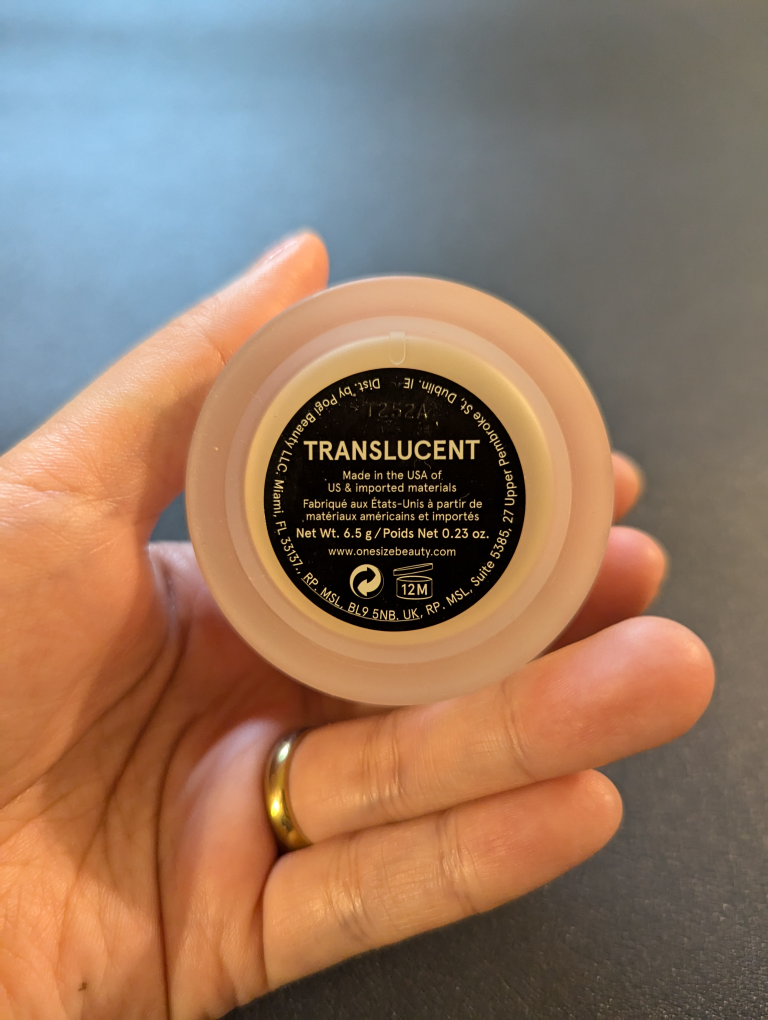 T252A
TRANSLUCENT
Made in the USA of
US & imported materials
Fabriqué aux États-Unis à partir de
matériaux américains et importés
Net Wt. 6.5 g / Poids Net 0.23 oz.
www.onesizebeauty.com
12M
Dist. by Pogi Beauty LLC. Miami, FL 33137., RP. MSL, BL9 5NB, UK, RP. MSL, Suite 5385, 27 Upper Pembroke St, Dublin. IE